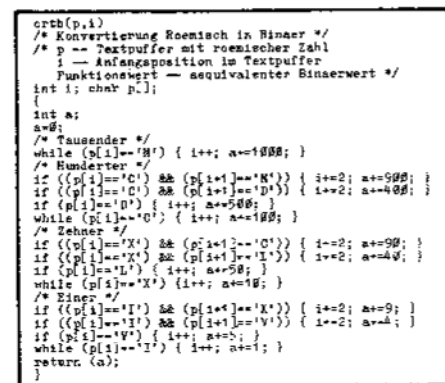 crtb(p,i)
/* Konvertierung Roemisch in Binaer */
/* p -- Textpuffer mit roemischer Zahl
i -- Anfangsposition im Textpuffer
Funktionswert -- aequivalenter Binaerwert */
int i; char p[];
{
int a;
a=0;
/* Tausender */
while (p[i]=='M') { i++; a+=1000; }
/* Hunderter */
if ((p[i]=='C') && (p[i+1]=='M')) { i+=2; a+=900; }
if ((p[i]=='C') && (p[i+1]=='D')) { i+=2; a+=400; }
if (p[i]=='D') { i++; a+=500; }
while (p[i]=='C') { i++; a+=100; }
/* Zehner */
if ((p[i]=='X') && (p[i+1]=='C')) { i+=2; a+=90; }
if ((p[i]=='X') && (p[i+1]=='L') { i+=2; a+=40; }
if (p[i]=='L') { i++; a+=50; }
while (p[i]=='X') {i++; a+=10; }
/* Einer */
if ((p[i]=='I') && (p[i+1]=='X')) { i+=2; a+=9; }
if ((p[i]=='I') && (p[i+1]=='V')) { i+=2; a+=4; }
if (p[i]=='V') { i++; a+=5; }
while (p[i]=='I') { i++; a+=1; }
return (a);
}